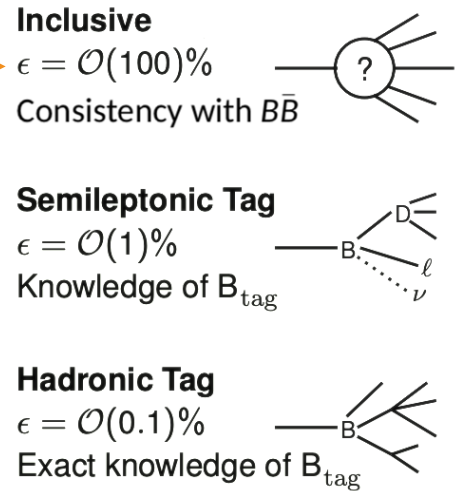 Inclusive
ϵ = 𝒪(100)%
?
Consistency with BB̄
Semileptonic Tag
ϵ = 𝒪(1)%
Knowledge of B_tag
D
B
ℓ
ν
Hadronic Tag
ϵ = 𝒪(0.1)%
B
Exact knowledge of B_tag